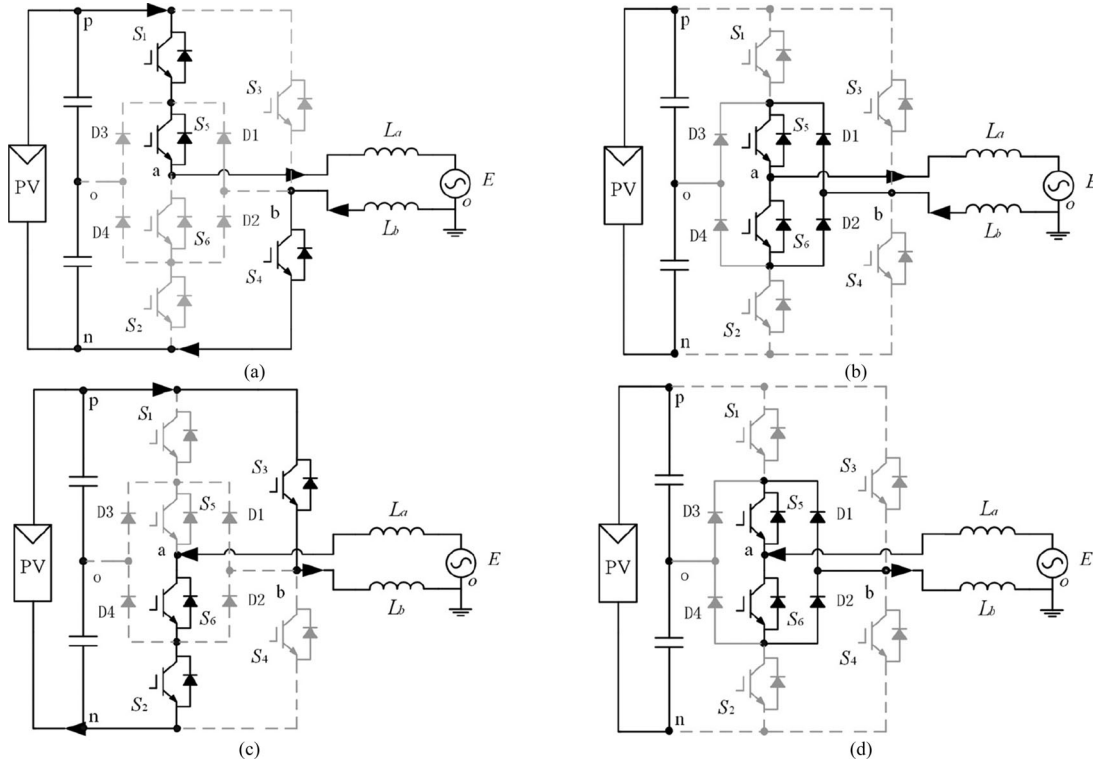 p
S1
S3
D3
S5
D1
La
PV
o
a
E
o
b
D4
S6
D2
Lb
S4
S2
n
(a)
p
S1
S3
D3
S5
D1
La
PV
o
a
E
o
b
D4
S6
D2
Lb
S4
S2
n
(b)
p
S1
S3
D3
S5
D1
La
PV
o
a
E
o
b
D4
S6
D2
Lb
S4
S2
n
(c)
p
S1
S3
D3
S5
D1
La
PV
o
a
E
o
b
D4
S6
D2
Lb
S4
S2
n
(d)